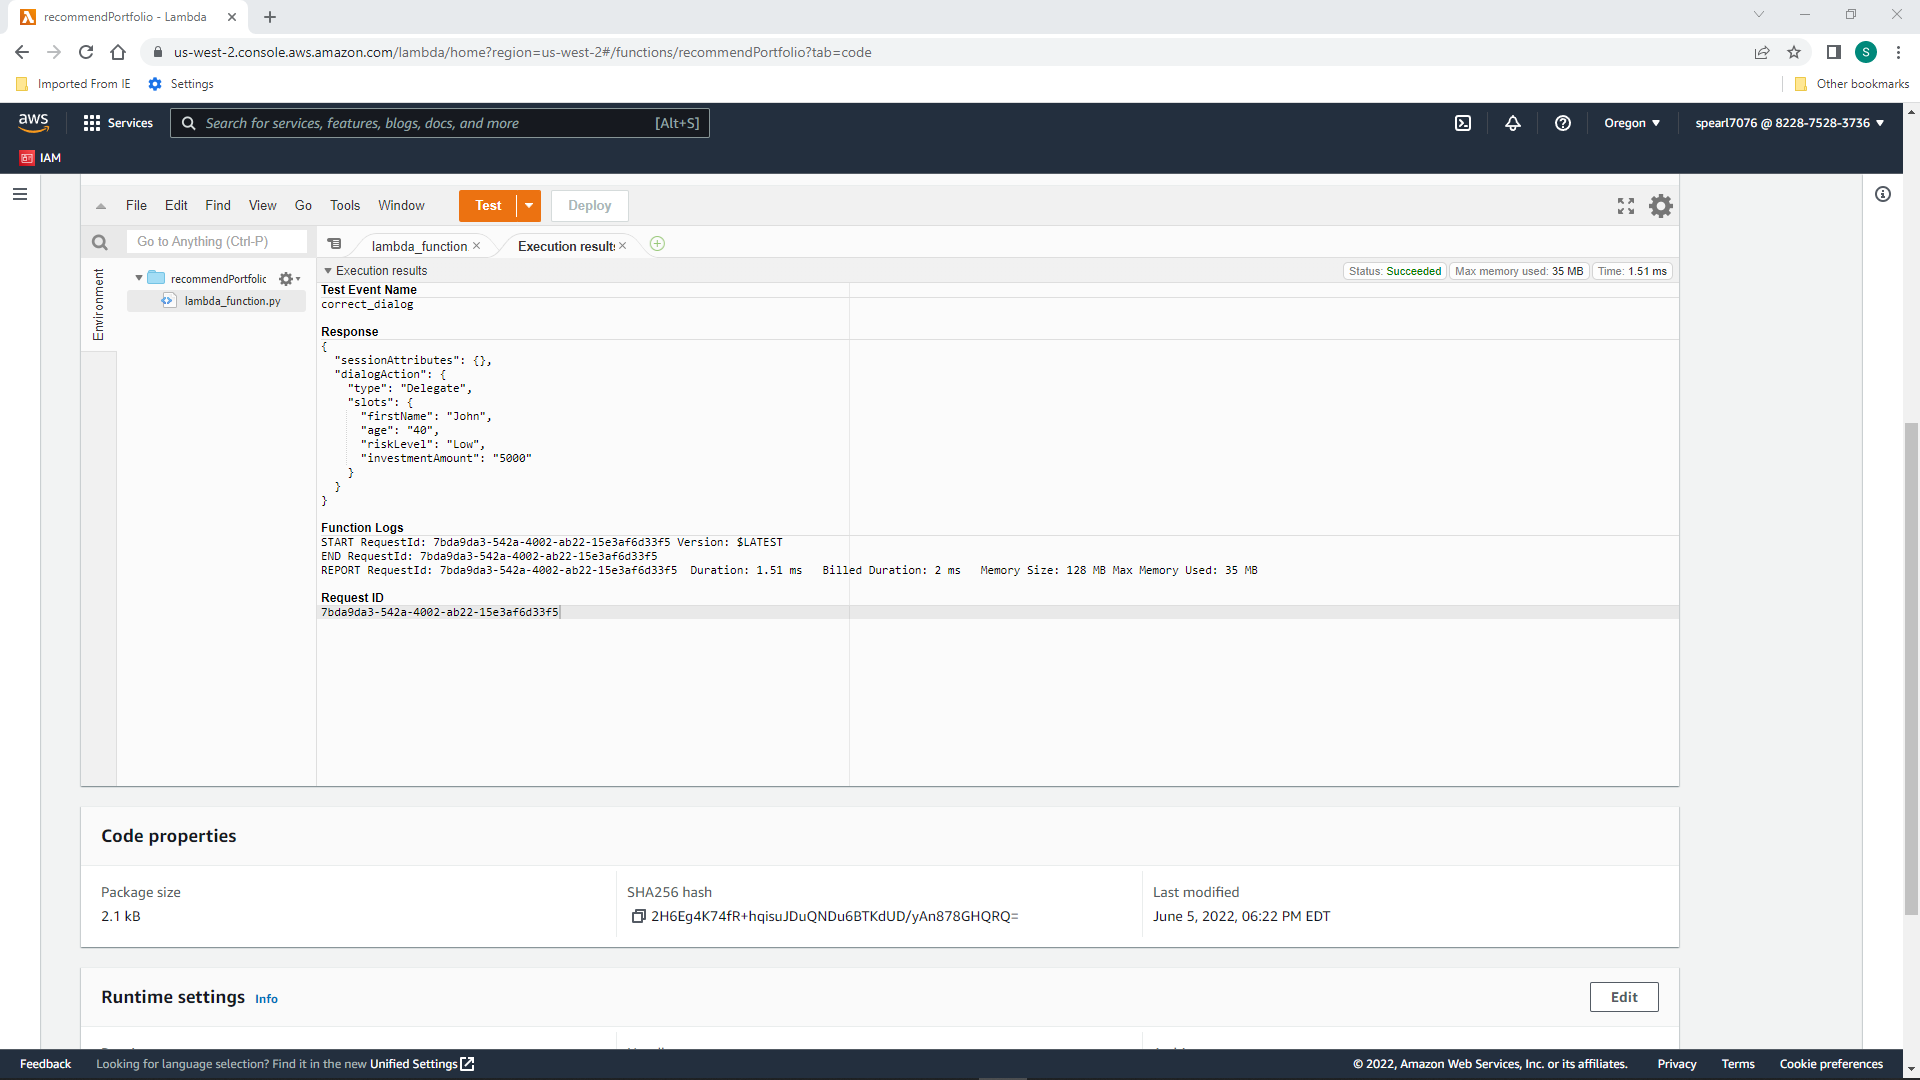 recommendPortfolio - Lambda
us-west-2.console.aws.amazon.com/lambda/home?region=us-west-2#/functions/recommendPortfolio?tab=code
S
Imported From IE
Settings
Other bookmarks
aws
Services
Search for services, features, blogs, docs, and more
[Alt+S]
Oregon
spearl7076 @ 8228-7528-3736
IAM
File
Edit
Find
View
Go
Tools
Window
Test
Deploy
Go to Anything (Ctrl-P)
lambda_function
Execution results
Execution results
Status: Succeeded
Max memory used: 35 MB
Time: 1.51 ms
Environment
recommendPortfolio
lambda_function.py
Test Event Name
correct_dialog
Response
{
"sessionAttributes": {},
"dialogAction": {
"type": "Delegate",
"slots": {
"firstName": "John",
"age": "40",
"riskLevel": "Low",
"investmentAmount": "5000"
}
}
}
Function Logs
START RequestId: 7bda9da3-542a-4002-ab22-15e3af6d33f5 Version: $LATEST
END RequestId: 7bda9da3-542a-4002-ab22-15e3af6d33f5
REPORT RequestId: 7bda9da3-542a-4002-ab22-15e3af6d33f5 Duration: 1.51 ms Billed Duration: 2 ms Memory Size: 128 MB Max Memory Used: 35 MB
Request ID
7bda9da3-542a-4002-ab22-15e3af6d33f5
Code properties
Package size
2.1 kB
SHA256 hash
2H6Eg4K74fR+hqisuJDuQNDu6BTKdUD/yAn878GHQRQ=
Last modified
June 5, 2022, 06:22 PM EDT
Runtime settings
Info
Edit
Feedback
Looking for language selection? Find it in the new Unified Settings
© 2022, Amazon Web Services, Inc. or its affiliates.
Privacy
Terms
Cookie preferences